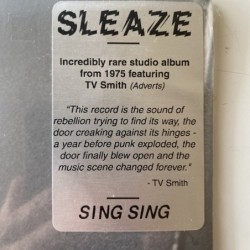 SLEAZE
Incredibly rare studio album
from 1975 featuring
TV Smith (Adverts)
"This record is the sound of
rebellion trying to find its way, the
door creaking against its hinges -
a year before punk exploded, the
door finally blew open and the
music scene changed forever."
- TV Smith
SING SING